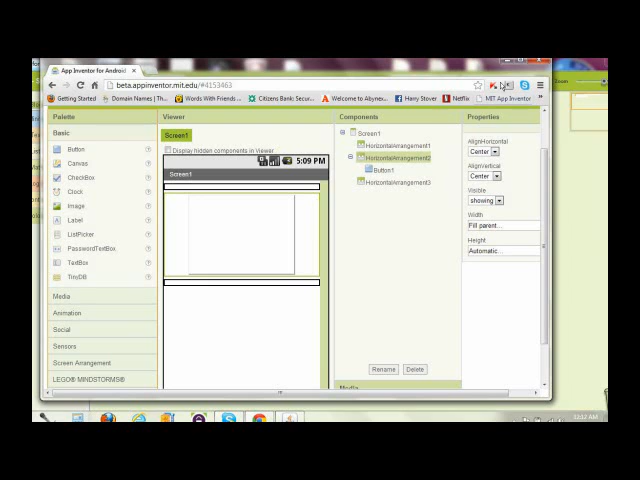 App Inventor for Android
beta.appinventor.mit.edu/#4153463
Getting Started
Domain Names | Th...
Words With Friends...
Citizens Bank: Secur...
Welcome to Abynex...
Harry Stover
Netflix
MIT App Inventor
Zoom
Palette
Viewer
Components
Properties
Basic
Button
Canvas
CheckBox
Clock
Image
Label
ListPicker
PasswordTextBox
TextBox
TinyDB
Media
Animation
Social
Sensors
Screen Arrangement
LEGO® MINDSTORMS®
Screen1
Display hidden components in Viewer
5:09 PM
Screen1
Screen1
HorizontalArrangement1
HorizontalArrangement2
Button1
HorizontalArrangement3
Rename
Delete
Media
AlignHorizontal
Center
AlignVertical
Center
Visible
showing
Width
Fill parent...
Height
Automatic...